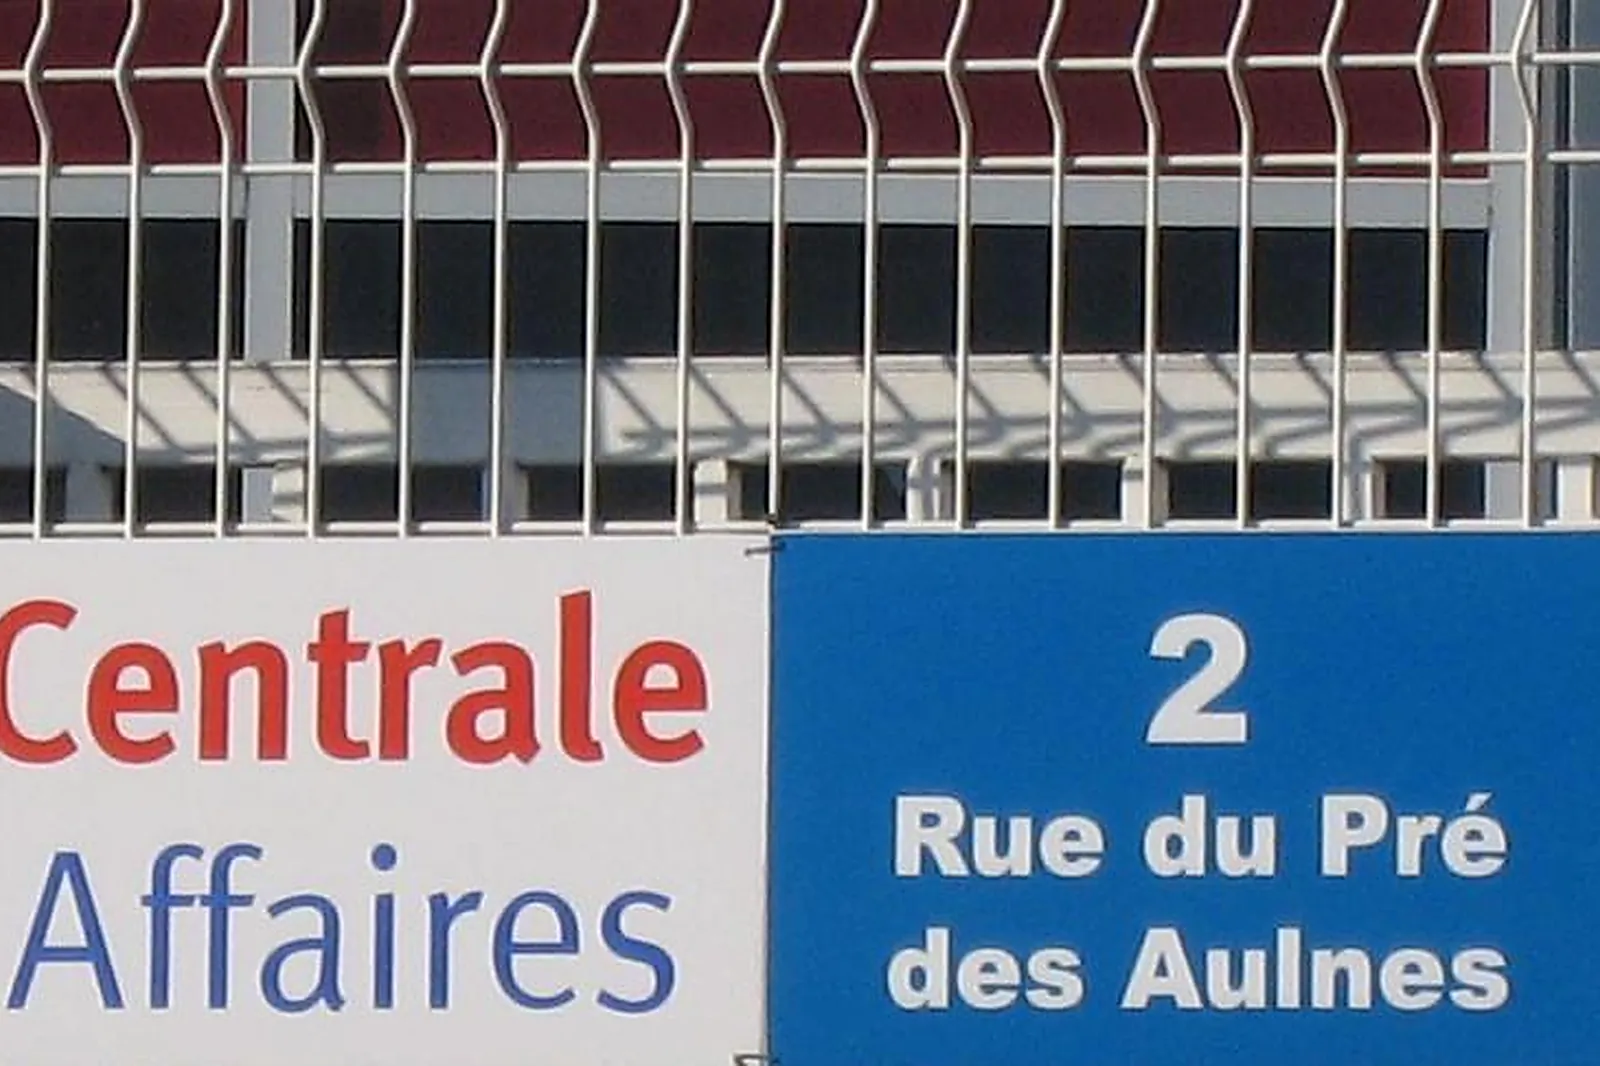 Centrale
Affaires
2
Rue du Pré
des Aulnes